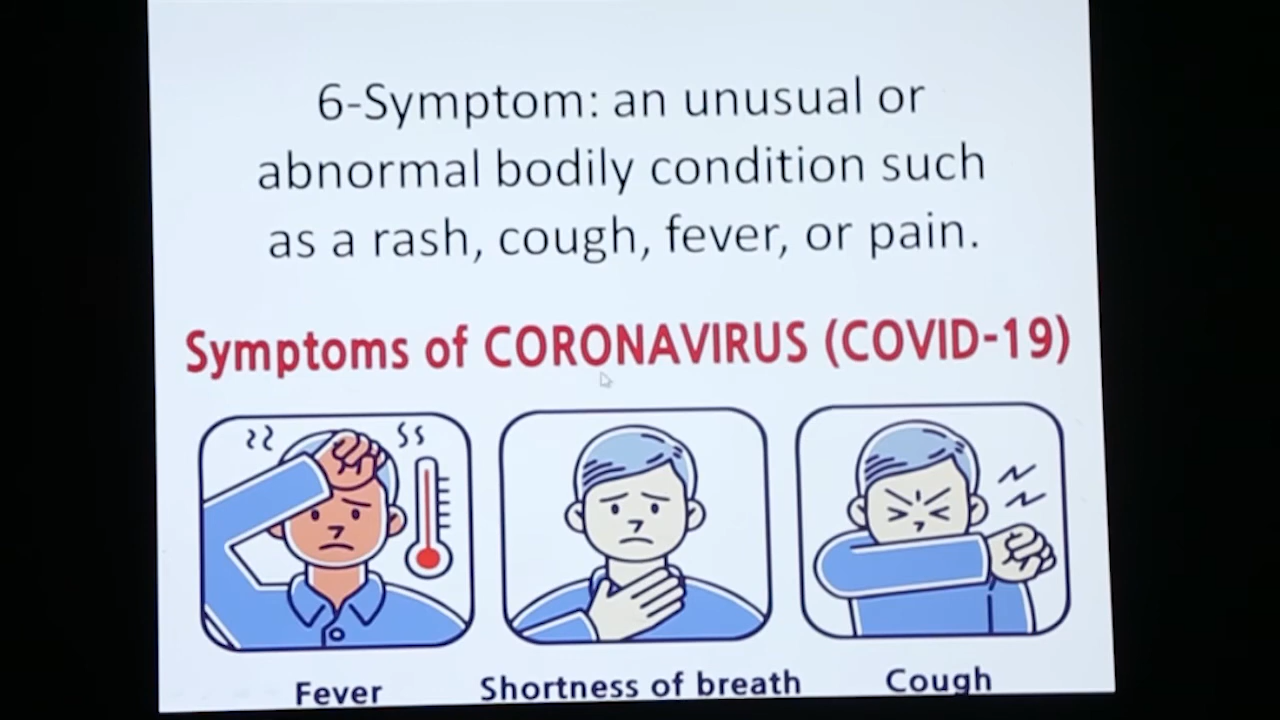 6-Symptom: an unusual or
abnormal bodily condition such
as a rash, cough, fever, or pain.
Symptoms of CORONAVIRUS (COVID-19)
Fever
Shortness of breath
Cough